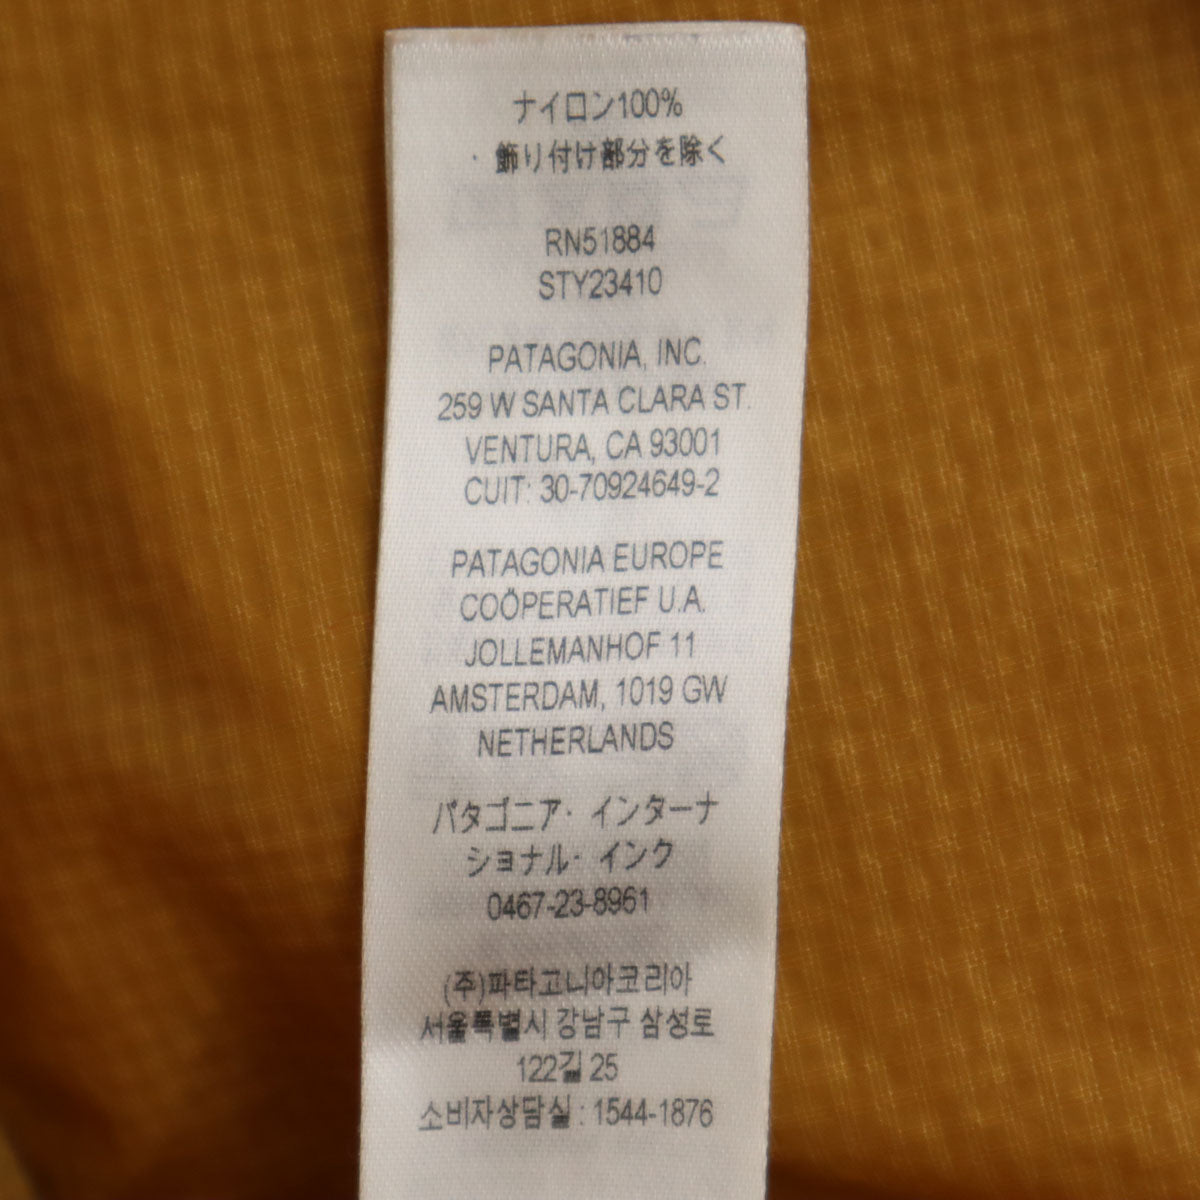 ナイロン100%
・飾り付け部分を除く
RN51884
STY23410
PATAGONIA, INC.
259 W SANTA CLARA ST.
VENTURA, CA 93001
CUIT: 30-70924649-2
PATAGONIA EUROPE
COÖPERATIEF U.A.
JOLLEMANHOF 11
AMSTERDAM, 1019 GW
NETHERLANDS
パタゴニア・インターナ
ショナル・インク
0467-23-8961
(주)파타고니아코리아
서울특별시 강남구 삼성로
122길 25
소비자상담실 : 1544-1876